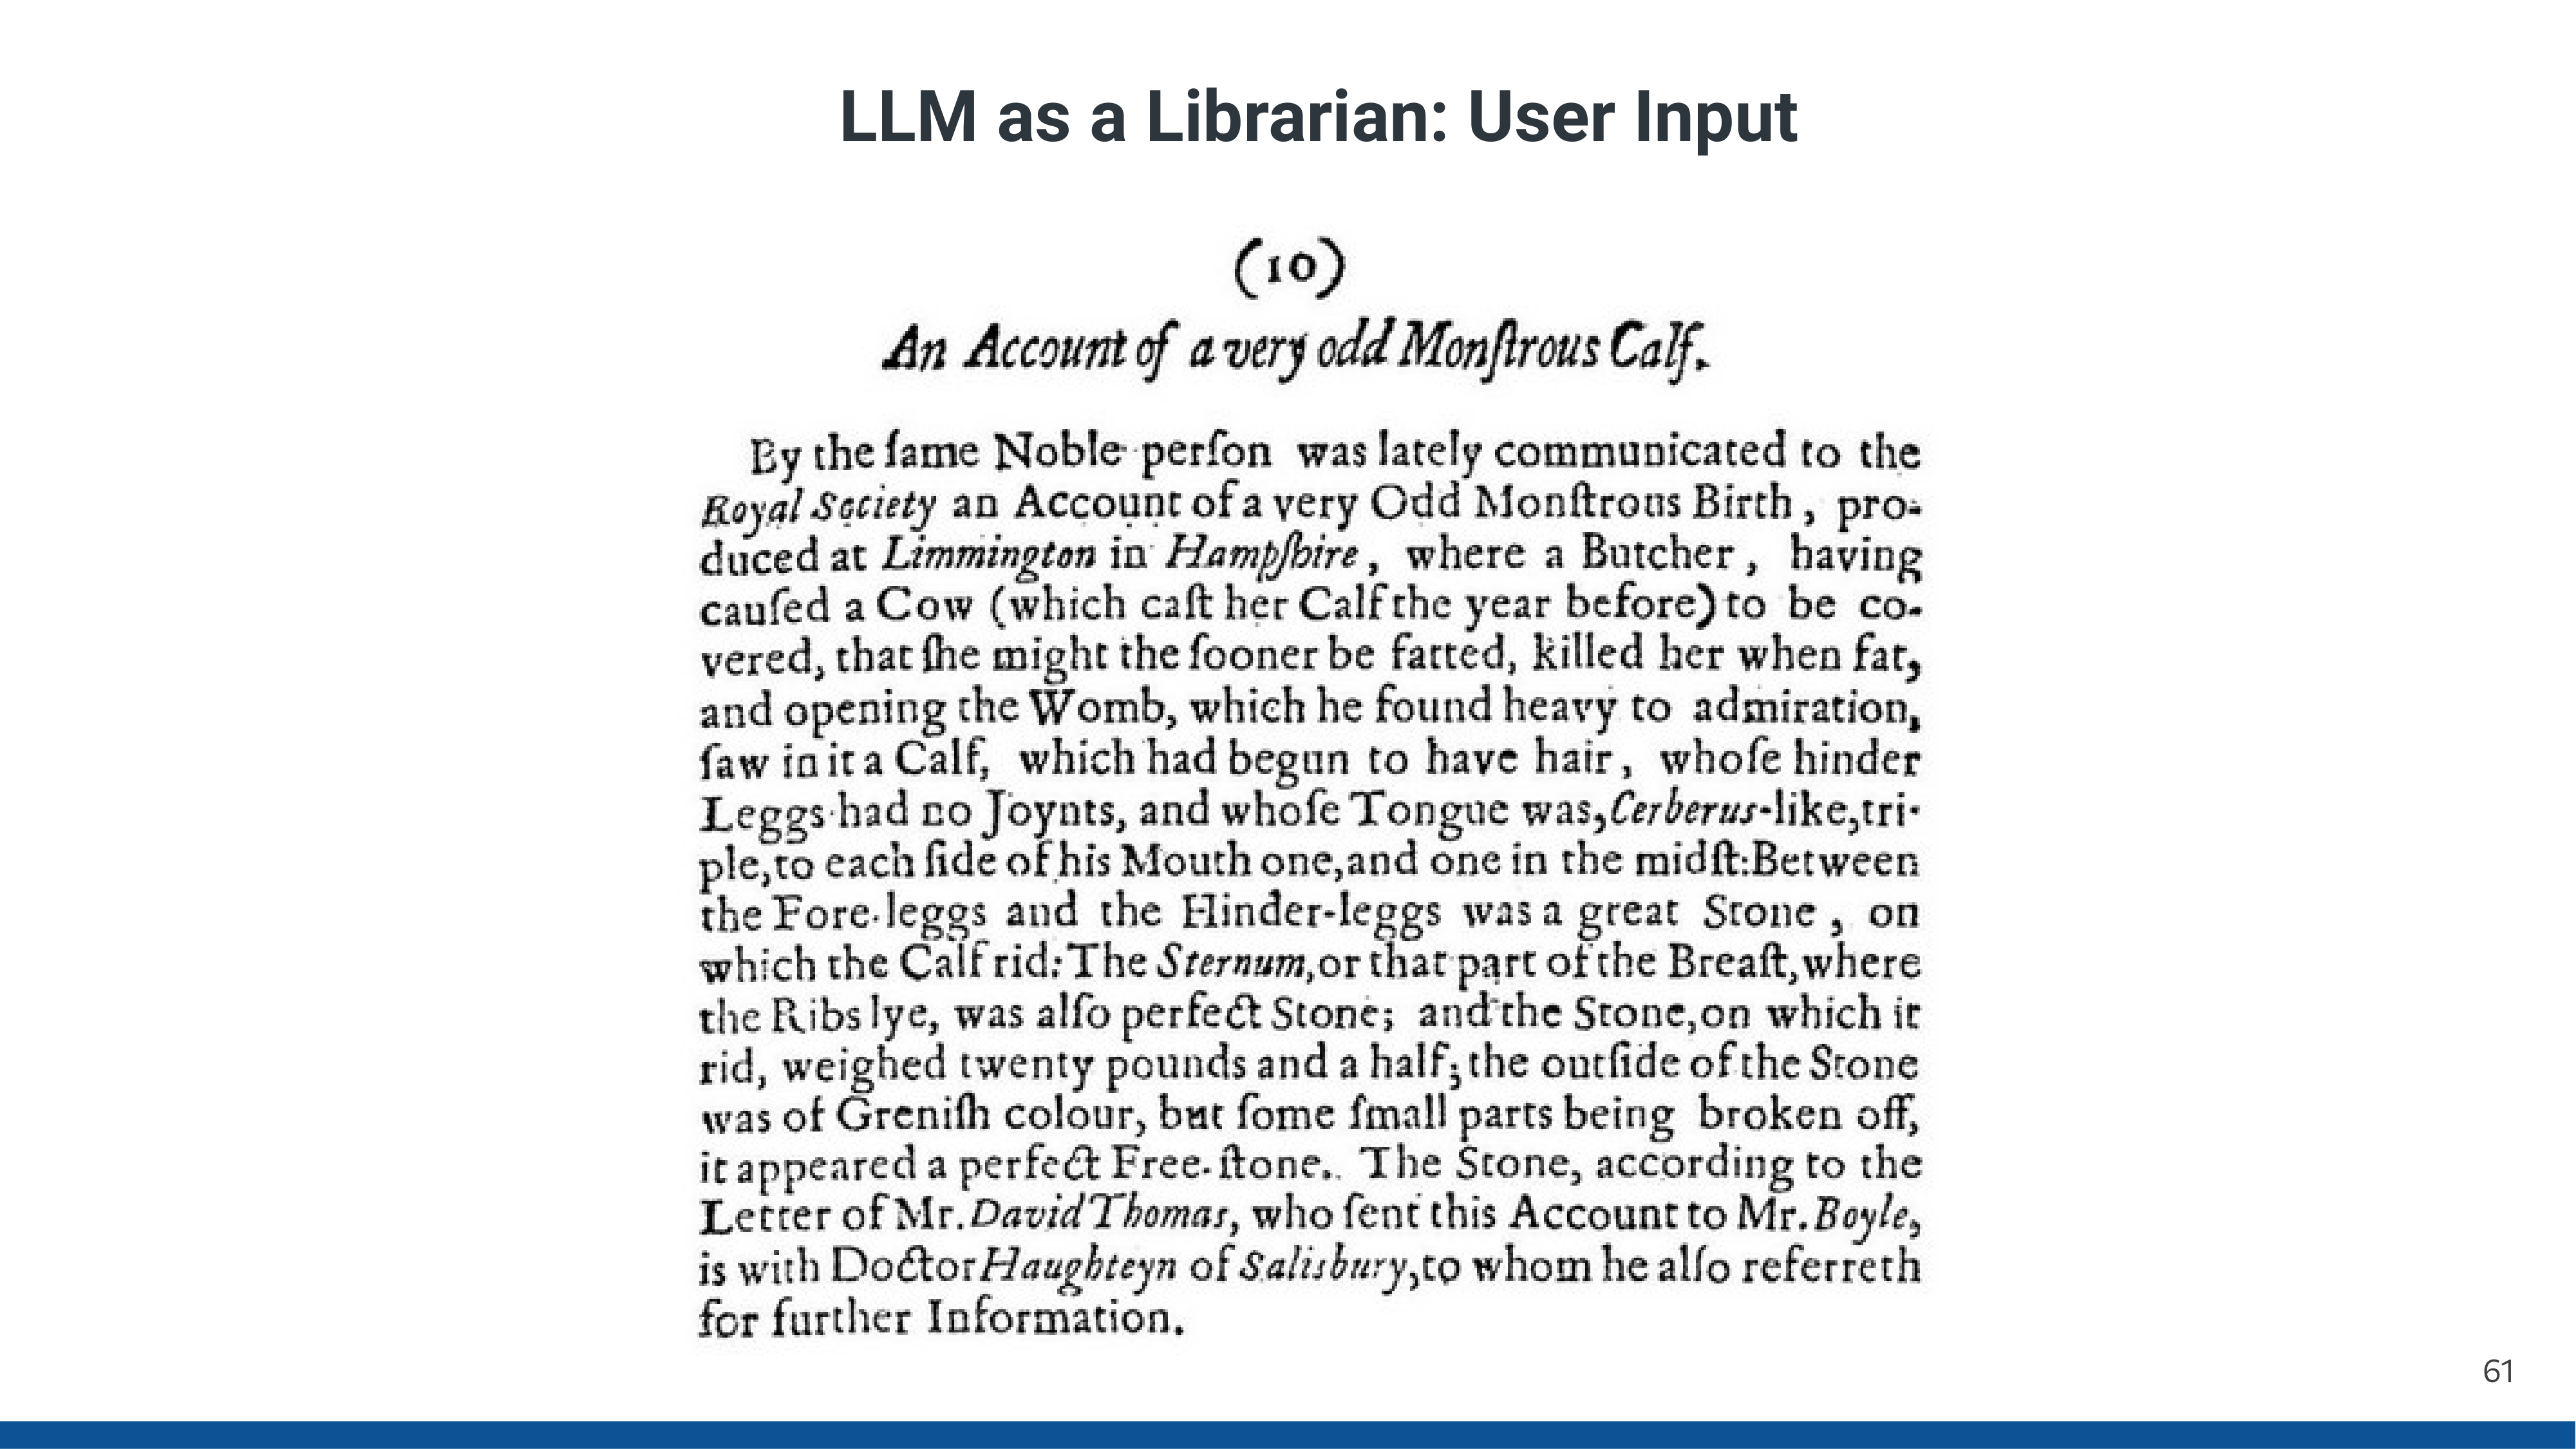 LLM as a Librarian: User Input
(10)
An Account of a very odd Monſtrous Calf.
By the ſame Noble perſon was lately communicated to the
Royal Society an Account of a very Odd Monſtrous Birth, pro-
duced at Limmington in Hampſhire, where a Butcher, having
cauſed a Cow (which caſt her Calf the year before) to be co-
vered, that ſhe might the ſooner be fatted, killed her when fat,
and opening the Womb, which he found heavy to admiration,
ſaw in it a Calf, which had begun to have hair, whoſe hinder
Leggs had no Joynts, and whoſe Tongue was, Cerberus-like, tri-
ple, to each ſide of his Mouth one, and one in the midſt: Between
the Fore-leggs and the Hinder-leggs was a great Stone, on
which the Calf rid: The Sternum, or that part of the Breaſt, where
the Ribs lye, was alſo perfect Stone; and the Stone, on which it
rid, weighed twenty pounds and a half; the outſide of the Stone
was of Greniſh colour, but ſome ſmall parts being broken off,
it appeared a perfect Free-ſtone. The Stone, according to the
Letter of Mr. David Thomas, who ſent this Account to Mr. Boyle,
is with Doctor Haughteyn of Salisbury, to whom he alſo referreth
for further Information.
61